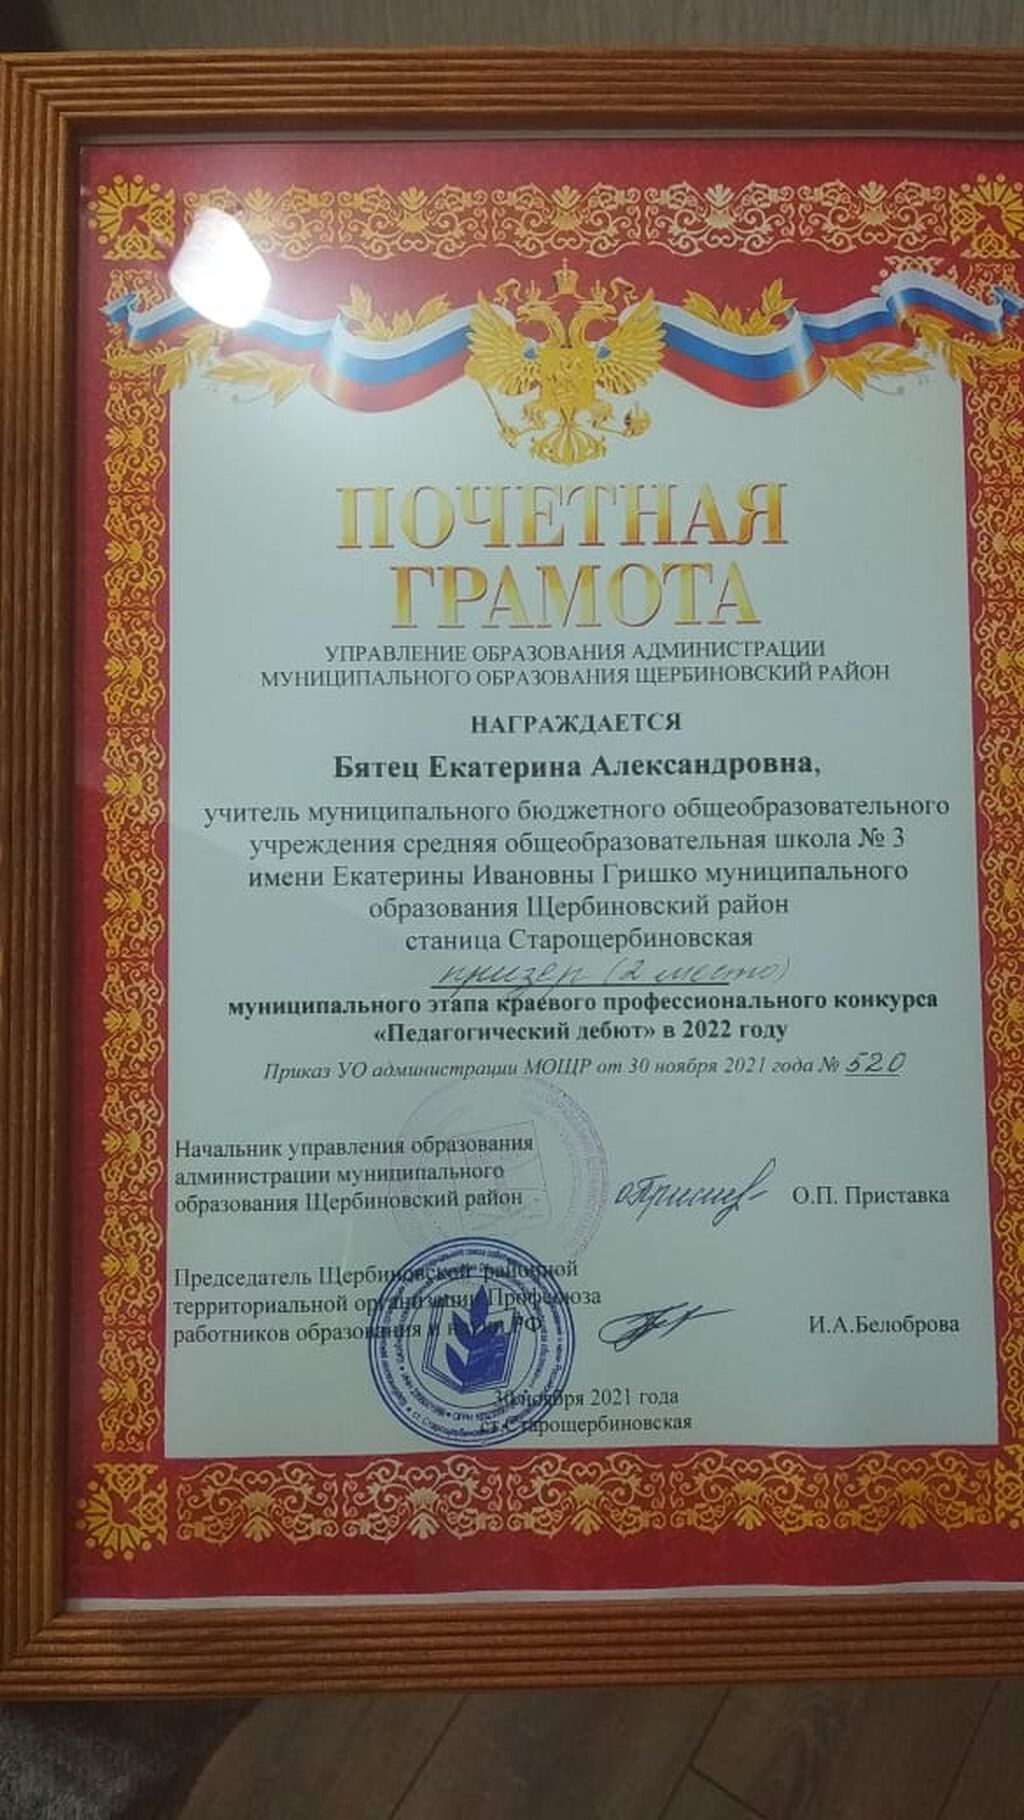 ПОЧЕТНАЯ
ГРАМОТА
УПРАВЛЕНИЕ ОБРАЗОВАНИЯ АДМИНИСТРАЦИИ
МУНИЦИПАЛЬНОГО ОБРАЗОВАНИЯ ЩЕРБИНОВСКИЙ РАЙОН
НАГРАЖДАЕТСЯ
Бятец Екатерина Александровна,
учитель муниципального бюджетного общеобразовательного
учреждения средняя общеобразовательная школа № 3
имени Екатерины Ивановны Гришко муниципального
образования Щербиновский район
станица Старощербиновская
призер (2 место)
муниципального этапа краевого профессионального конкурса
«Педагогический дебют» в 2022 году
Приказ УО администрации МОЩР от 30 ноября 2021 года № 520
Начальник управления образования
администрации муниципального
образования Щербиновский район
О.П. Приставка
Председатель Щербиновской районной
территориальной организации Профсоюза
работников образования и науки РФ
И.А.Белоброва
30 ноября 2021 года
ст.Старощербиновская